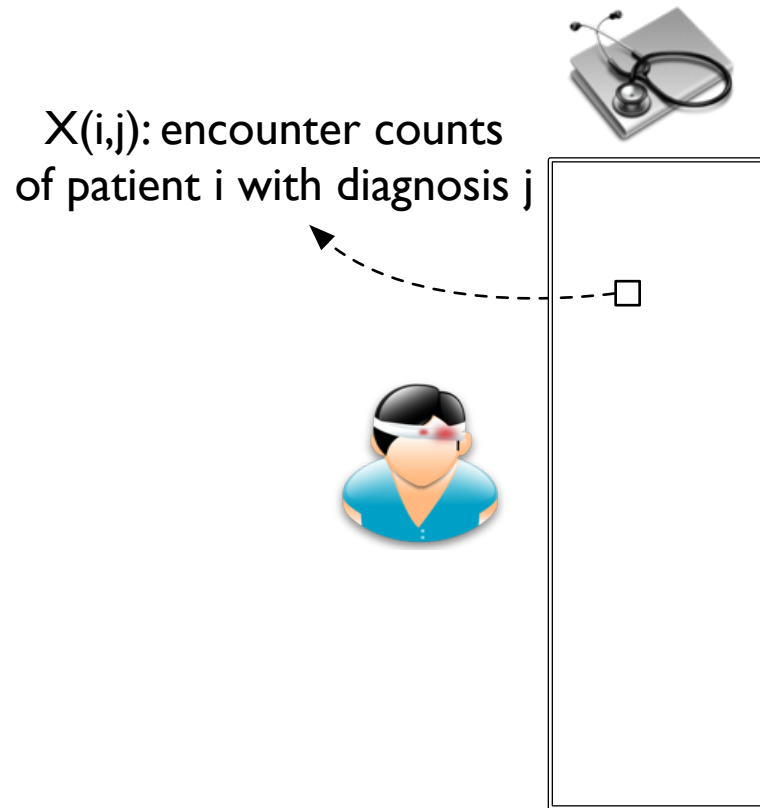 X(i,j): encounter counts
of patient i with diagnosis j